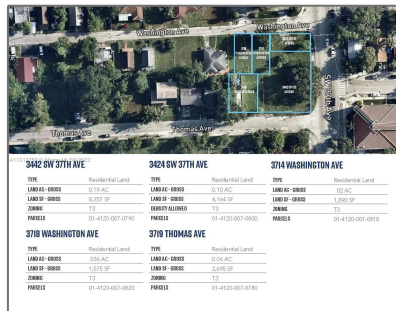 Washington Ave
Washington Ave
SW 37th Ave
Thomas Ave
Thomas Ave
3442 SW 37TH AVE
TYPE Residential Land
LAND AC - GROSS 0.19 AC
LAND SF - GROSS 8,357 SF
ZONING T3
PARCELS 01-4120-007-0790
3424 SW 37TH AVE
TYPE Residential Land
LAND AC - GROSS 0.10 AC
LAND SF - GROSS 4,164 SF
DENSITY ALLOWED T3
PARCELS 01-4120-007-0800
3714 WASHINGTON AVE
TYPE Residential Land
LAND AC - GROSS .02 AC
LAND SF - GROSS 1,890 SF
ZONING T3
PARCELS 01-4120-007-0810
3718 WASHINGTON AVE
TYPE Residential Land
LAND AC - GROSS .036 AC
LAND SF - GROSS 1,575 SF
ZONING T3
PARCELS 01-4120-007-0820
3719 THOMAS AVE
TYPE Residential Land
LAND AC - GROSS 0.06 AC
LAND SF - GROSS 2,695 SF
ZONING T3
PARCELS 01-4120-007-0780